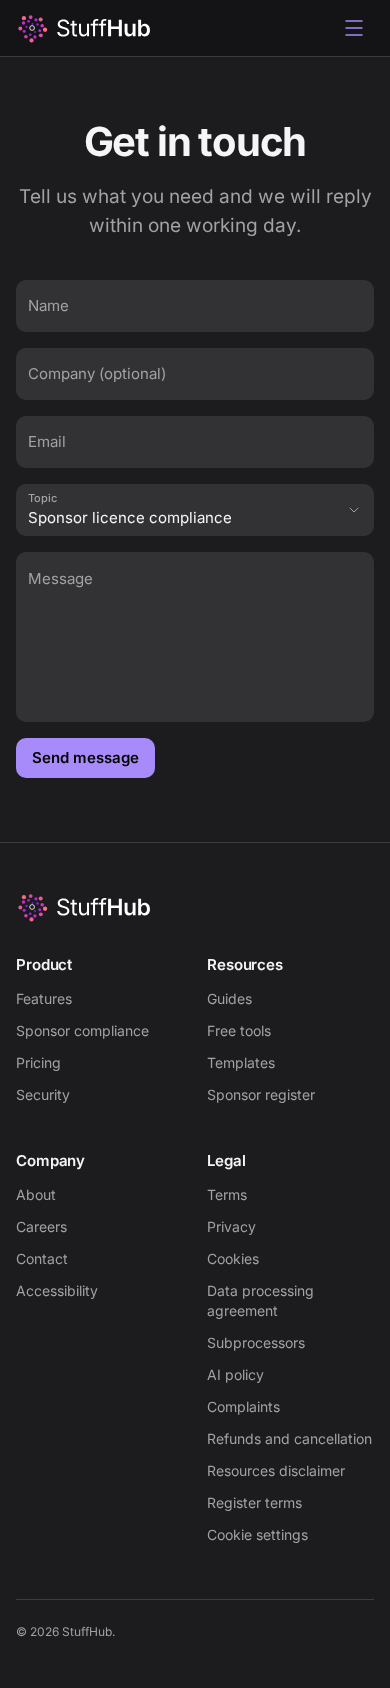 StuffHub
Get in touch
Tell us what you need and we will reply
within one working day.
Name
Company (optional)
Email
Topic
Sponsor licence compliance
Message
Send message
StuffHub
Product
Features
Sponsor compliance
Pricing
Security
Resources
Guides
Free tools
Templates
Sponsor register
Company
About
Careers
Contact
Accessibility
Legal
Terms
Privacy
Cookies
Data processing
agreement
Subprocessors
AI policy
Complaints
Refunds and cancellation
Resources disclaimer
Register terms
Cookie settings
© 2026 StuffHub.